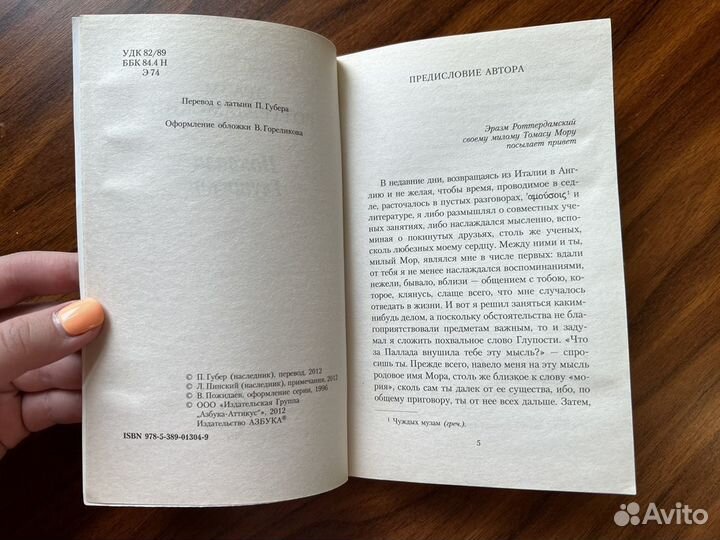 УДК 82/89
ББК 84.4 Н
Э 74
Перевод с латыни П. Губера
Оформление обложки В. Гореликова
© П. Губер (наследник), перевод, 2012
© Л. Пинский (наследник), примечания, 2012
© В. Пожидаев, оформление серии, 1996
© ООО «Издательская Группа
„Азбука-Аттикус“», 2012
Издательство АЗБУКА®
ISBN 978-5-389-01304-9
ПРЕДИСЛОВИЕ АВТОРА
Эразм Роттердамский
своему милому Томасу Мору
посылает привет
В недавние дни, возвращаясь из Италии в Анг-
лию и не желая, чтобы время, проводимое в сед-
ле, расточалось в пустых разговорах, ’αμούσοις¹ и
литературе, я либо размышлял о совместных уче-
ных занятиях, либо наслаждался мысленно, вспо-
миная о покинутых друзьях, столь же ученых,
сколь любезных моему сердцу. Между ними и ты,
милый Мор, являлся мне в числе первых: вдали
от тебя я не менее наслаждался воспоминаниями,
нежели, бывало, вблизи — общением с тобою, ко-
торое, клянусь, слаще всего, что мне случалось
отведать в жизни. И вот я решил заняться каким-
нибудь делом, а поскольку обстоятельства не бла-
гоприятствовали предметам важным, то и заду-
мал я сложить похвальное слово Глупости. «Что
за Паллада внушила тебе эту мысль?» — спро-
сишь ты. Прежде всего, навело меня на эту мысль
родовое имя Мора, столь же близкое к слову «мо-
рия», сколь сам ты далек от ее существа, ибо, по
общему приговору, ты от нее всех дальше. Затем,
¹ Чуждых музам (греч.).
5
Avito